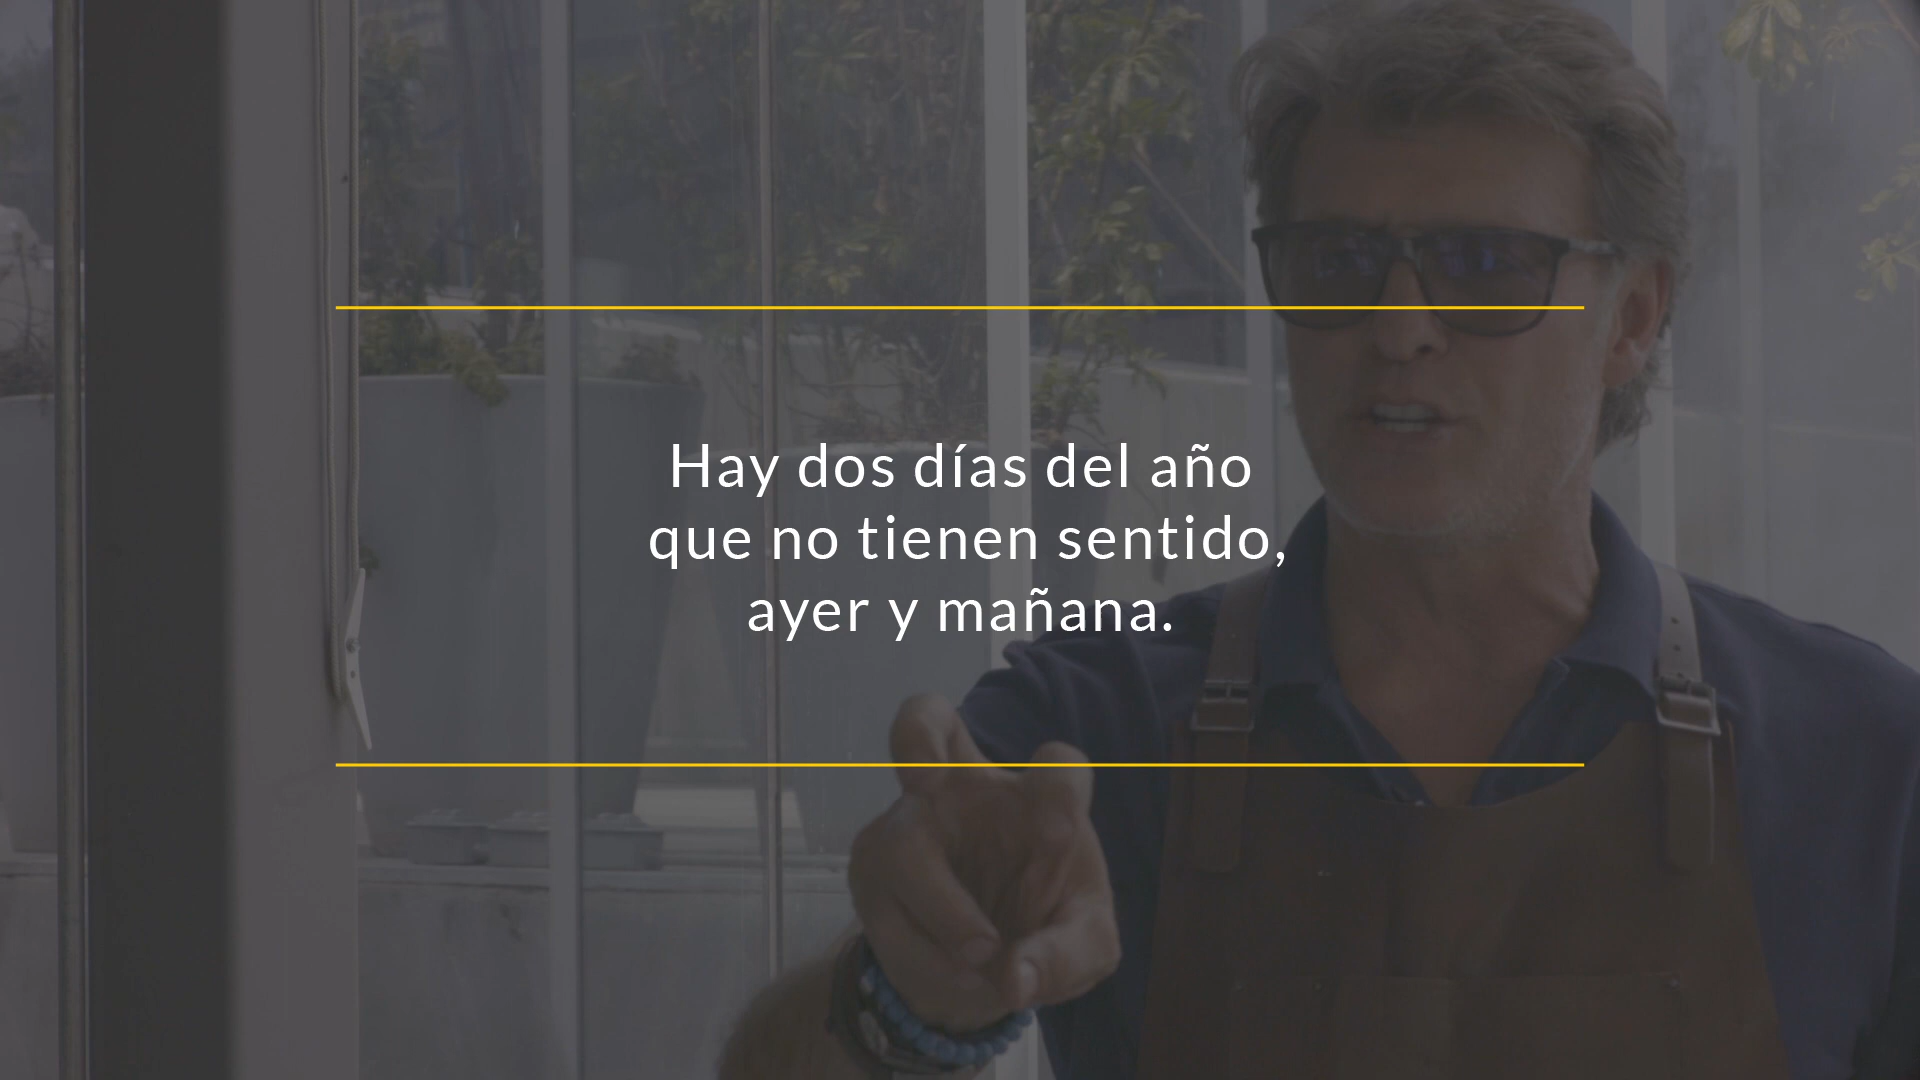 Hay dos días del año
que no tienen sentido,
ayer y mañana.